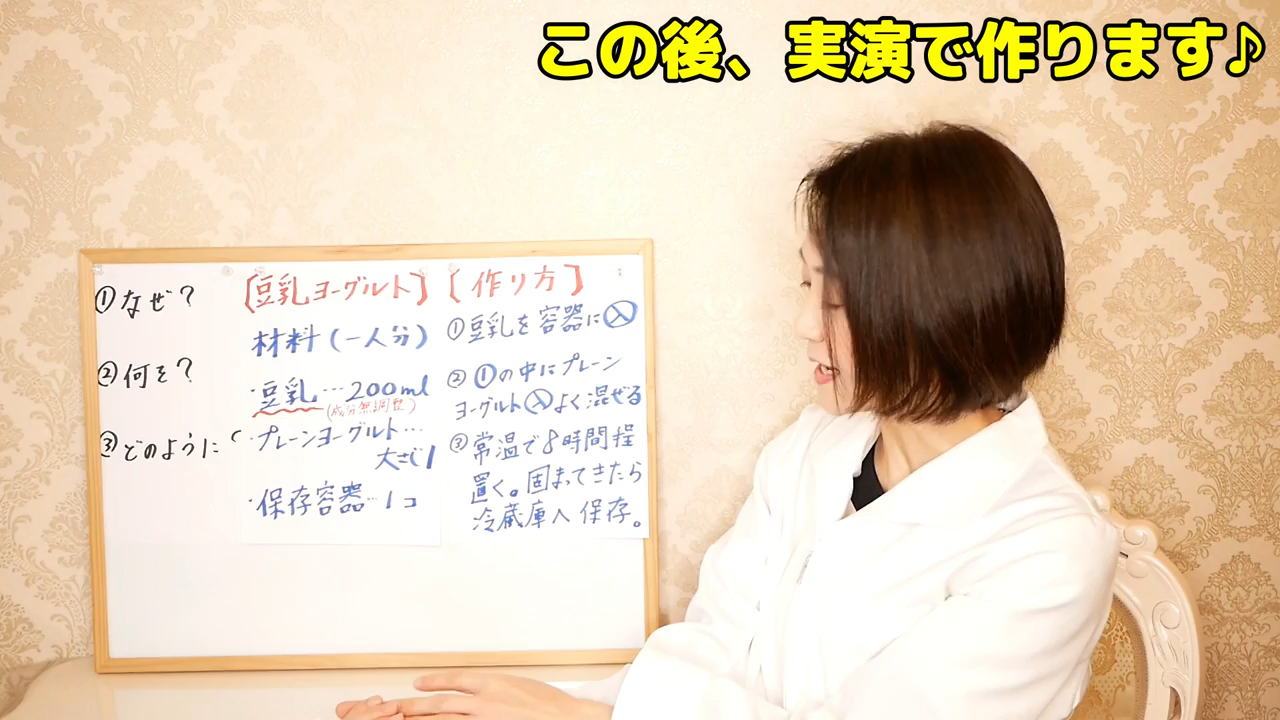 この後、実演で作ります♪
①なぜ？
②何を？
③どのように
[豆乳ヨーグルト]
材料(一人分)
・豆乳…200ml
(成分無調整)
・プレーンヨーグルト…
大さじ1
・保存容器…1コ
[作り方]
①豆乳を容器に入
②①の中にプレーン
ヨーグルト入よく混ぜる
③常温で8時間程
置く。固まってきたら
冷蔵庫へ保存。